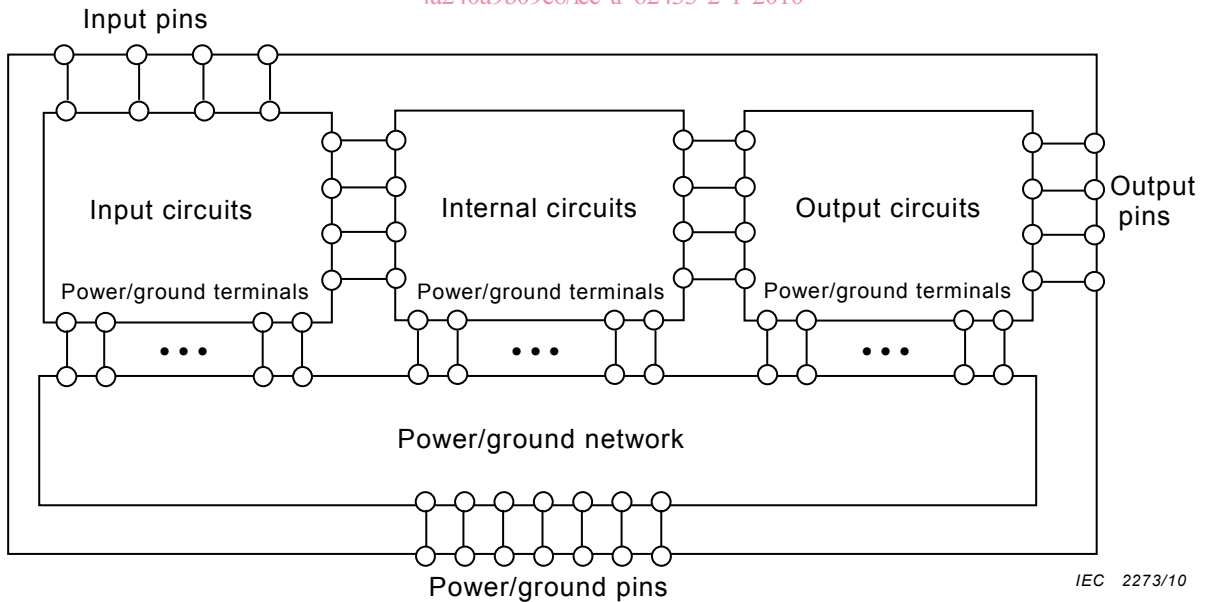 Input pins
Input circuits
Internal circuits
Output circuits
Output
pins
Power/ground terminals
Power/ground terminals
Power/ground terminals
Power/ground network
Power/ground pins
IEC 2273/10